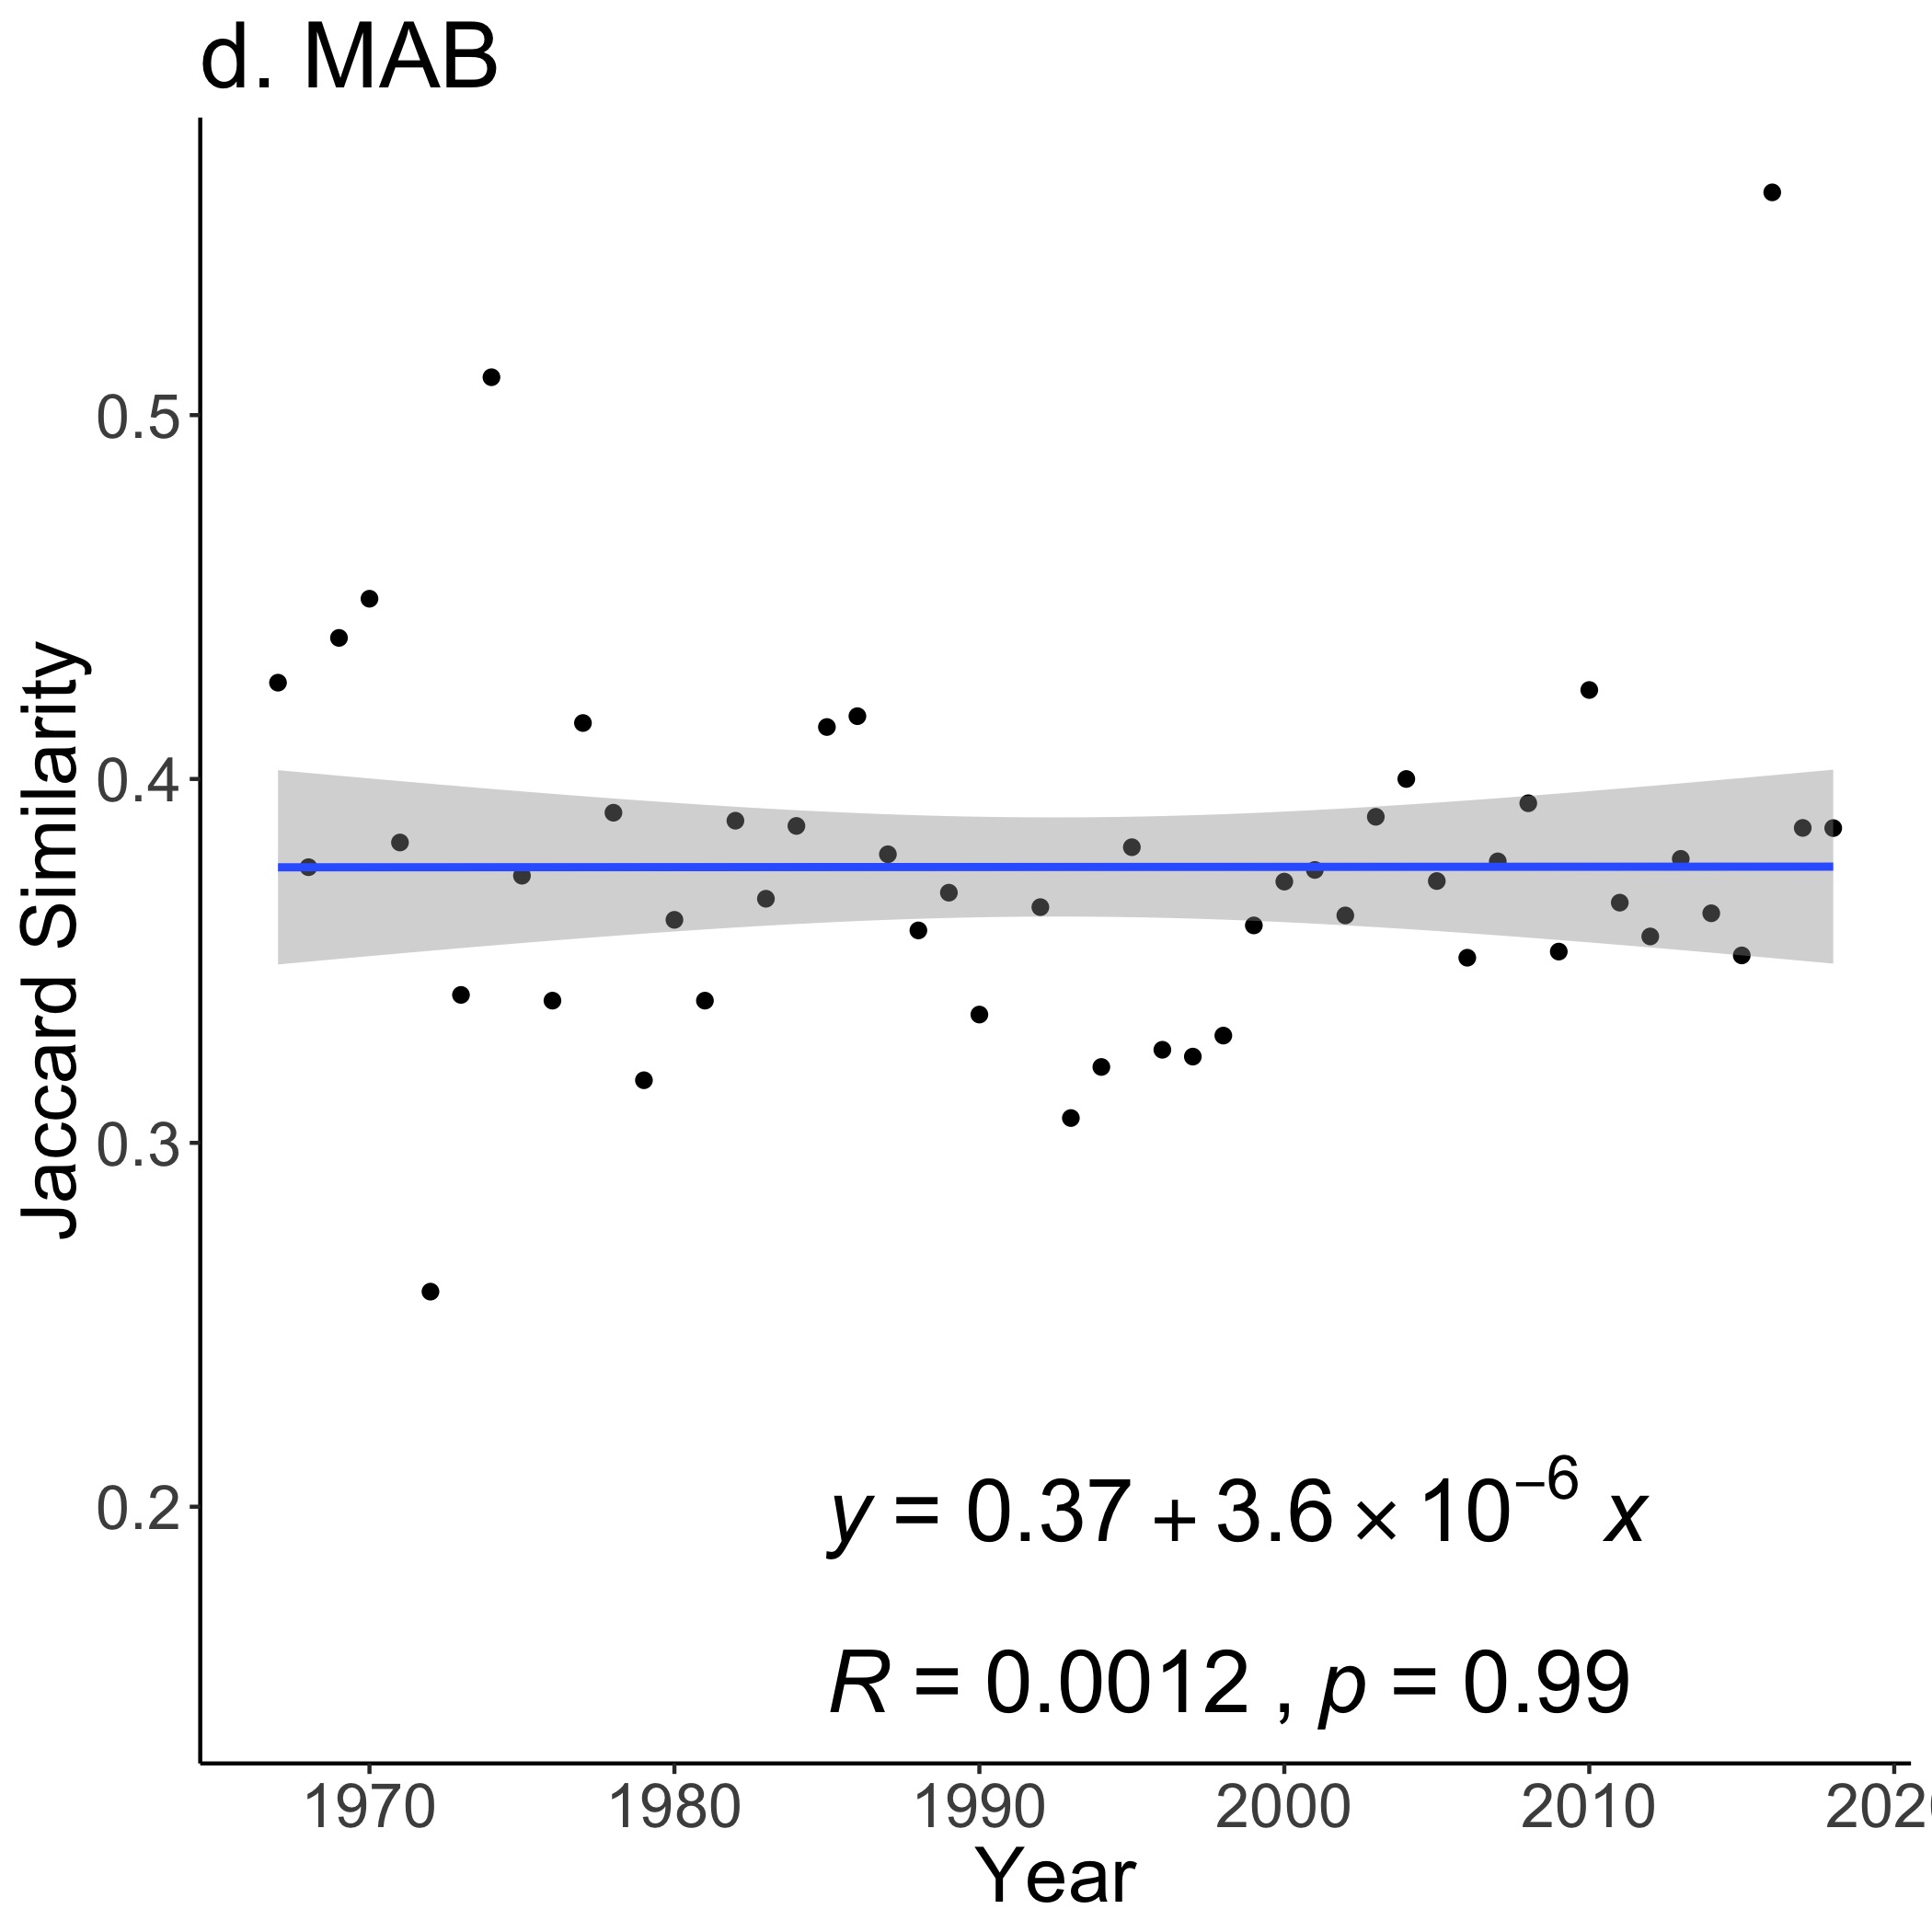 d. MAB
0.5
0.4
0.3
0.2
Jaccard Similarity
y = 0.37 + 3.6 × 10⁻⁶ x
R = 0.0012 , p = 0.99
1970 1980 1990 2000 2010 202
Year